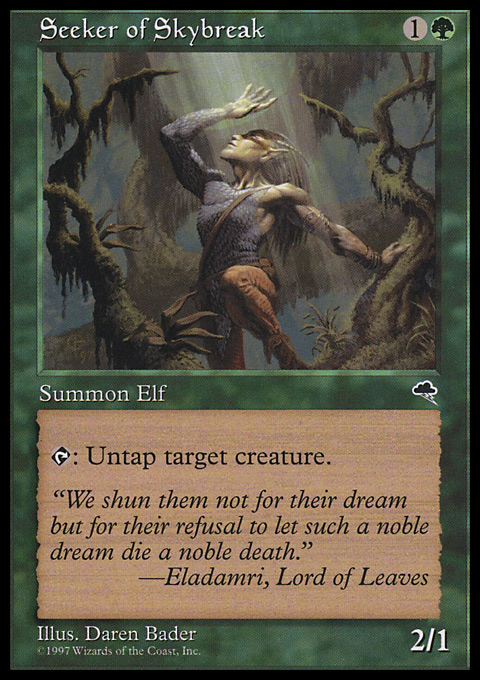 Seeker of Skybreak 1
Summon Elf
: Untap target creature.
“We shun them not for their dream
but for their refusal to let such a noble
dream die a noble death.”
—Eladamri, Lord of Leaves
Illus. Daren Bader
©1997 Wizards of the Coast, Inc.
2/1